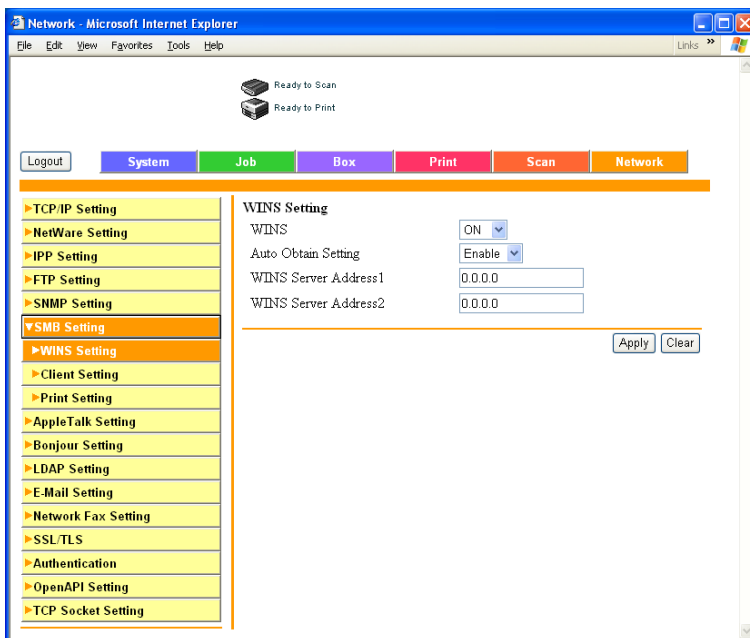 Network - Microsoft Internet Explorer
File Edit View Favorites Tools Help
Links »
Ready to Scan
Ready to Print
Logout System Job Box Print Scan Network
TCP/IP Setting
NetWare Setting
IPP Setting
FTP Setting
SNMP Setting
SMB Setting
WINS Setting
Client Setting
Print Setting
AppleTalk Setting
Bonjour Setting
LDAP Setting
E-Mail Setting
Network Fax Setting
SSL/TLS
Authentication
OpenAPI Setting
TCP Socket Setting
WINS Setting
WINS ON
Auto Obtain Setting Enable
WINS Server Address1 0.0.0.0
WINS Server Address2 0.0.0.0
Apply Clear